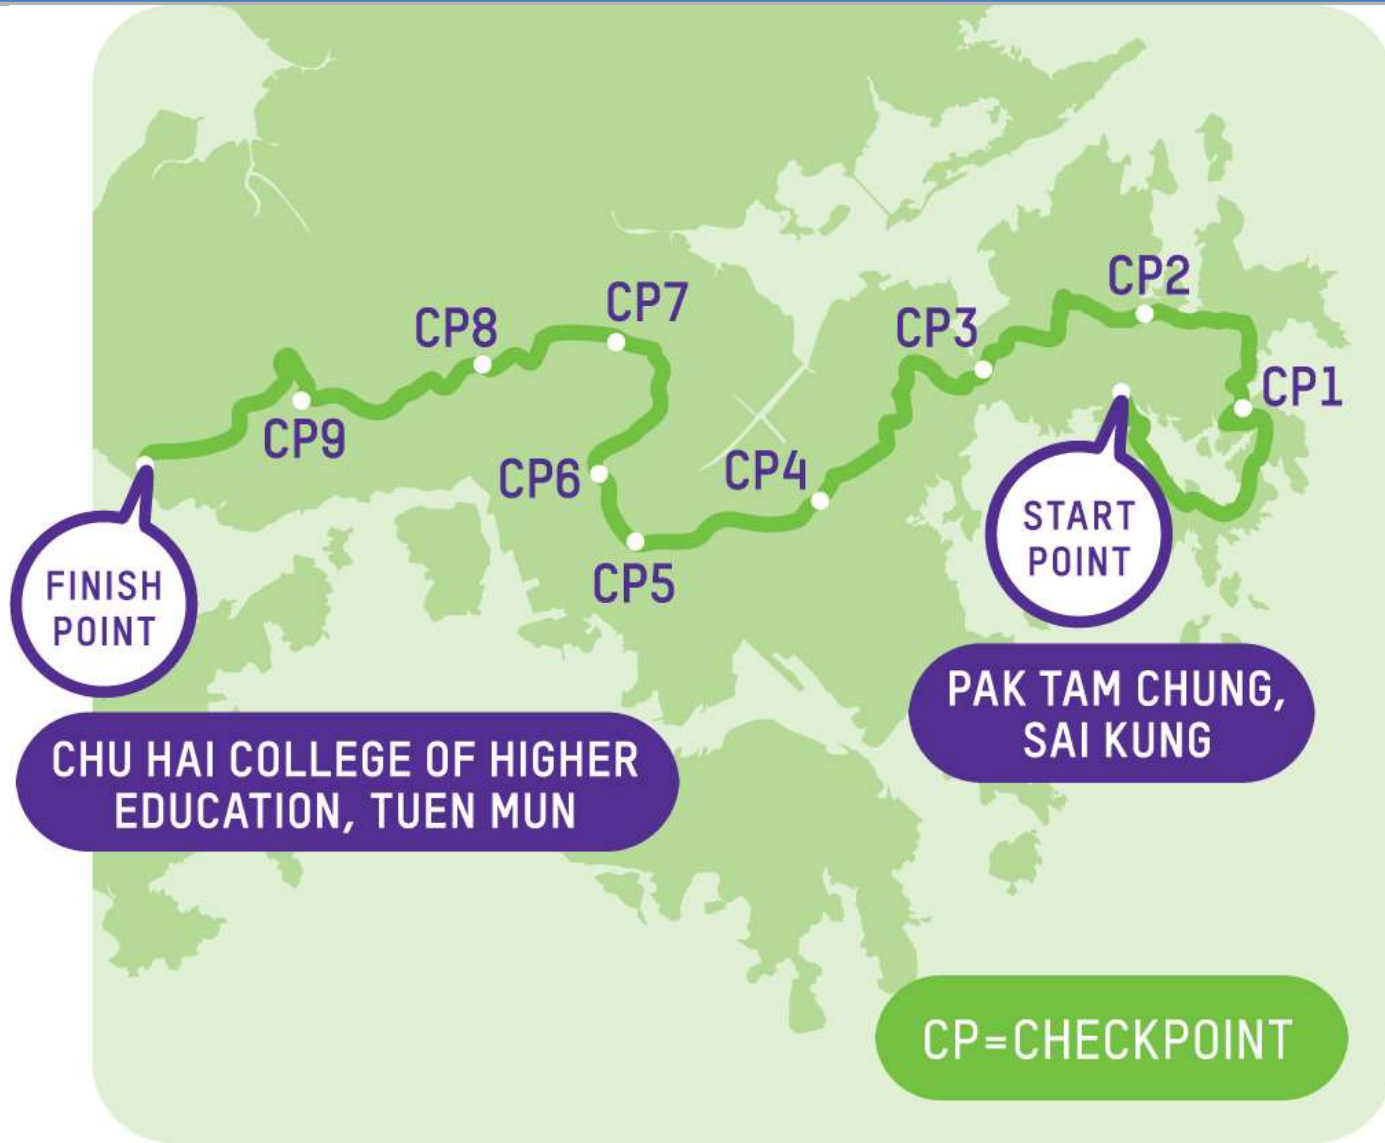 CP2
CP7
CP8
CP3
CP1
CP9
CP4
CP6
START
POINT
CP5
FINISH
POINT
PAK TAM CHUNG,
SAI KUNG
CHU HAI COLLEGE OF HIGHER
EDUCATION, TUEN MUN
CP=CHECKPOINT